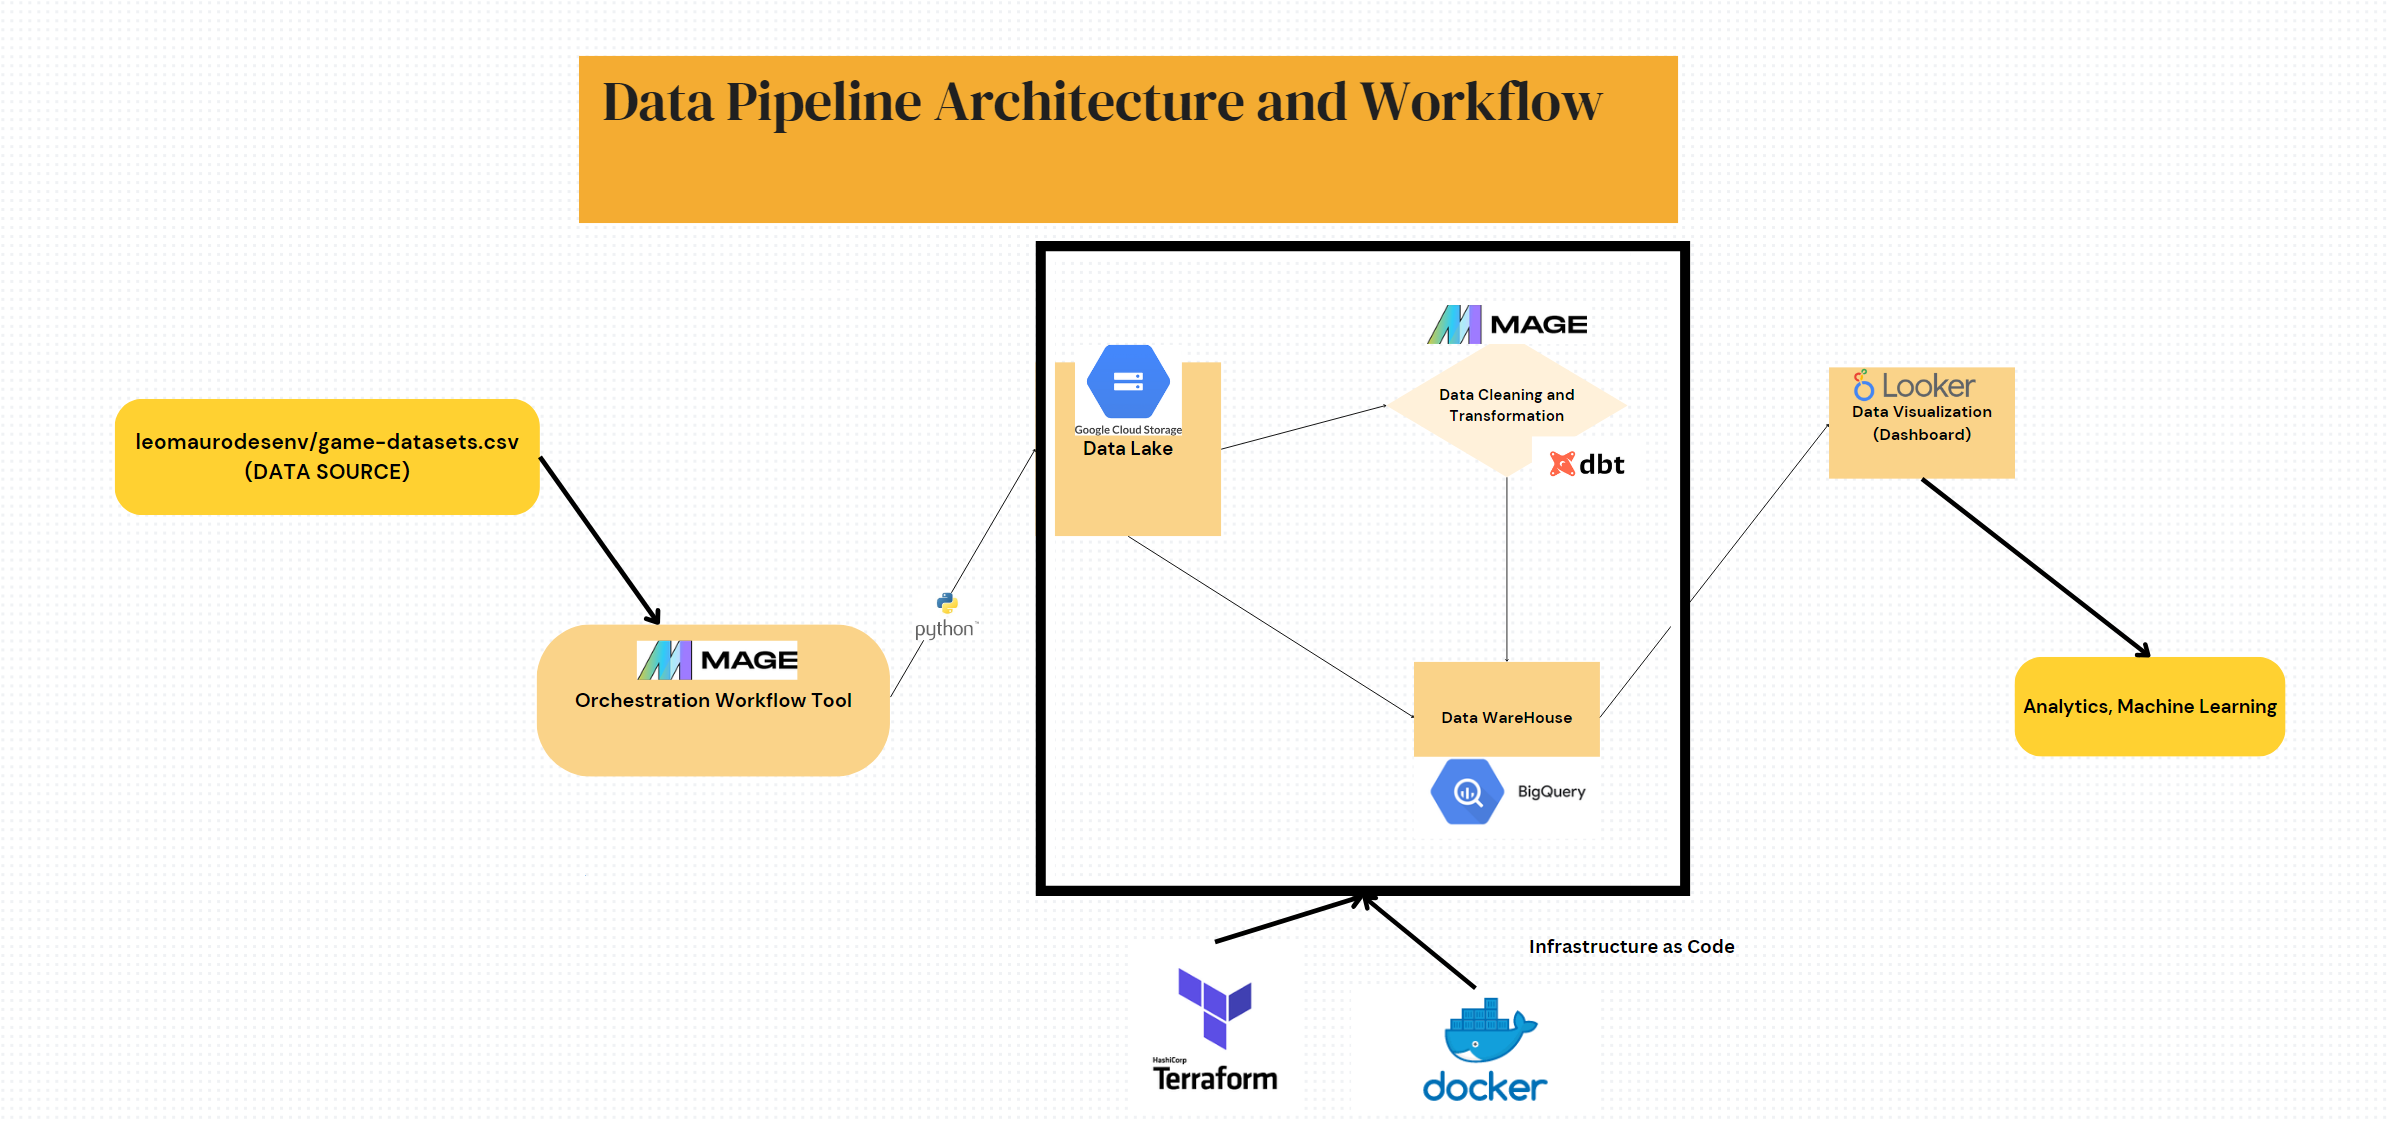 Data Pipeline Architecture and Workflow
leomaurodesenv/game-datasets.csv
(DATA SOURCE)
MAGE
Orchestration Workflow Tool
python™
Google Cloud Storage
Data Lake
MAGE
Data Cleaning and
Transformation
dbt
Data WareHouse
BigQuery
Looker
Data Visualization
(Dashboard)
Analytics, Machine Learning
Infrastructure as Code
HashiCorp
Terraform
docker